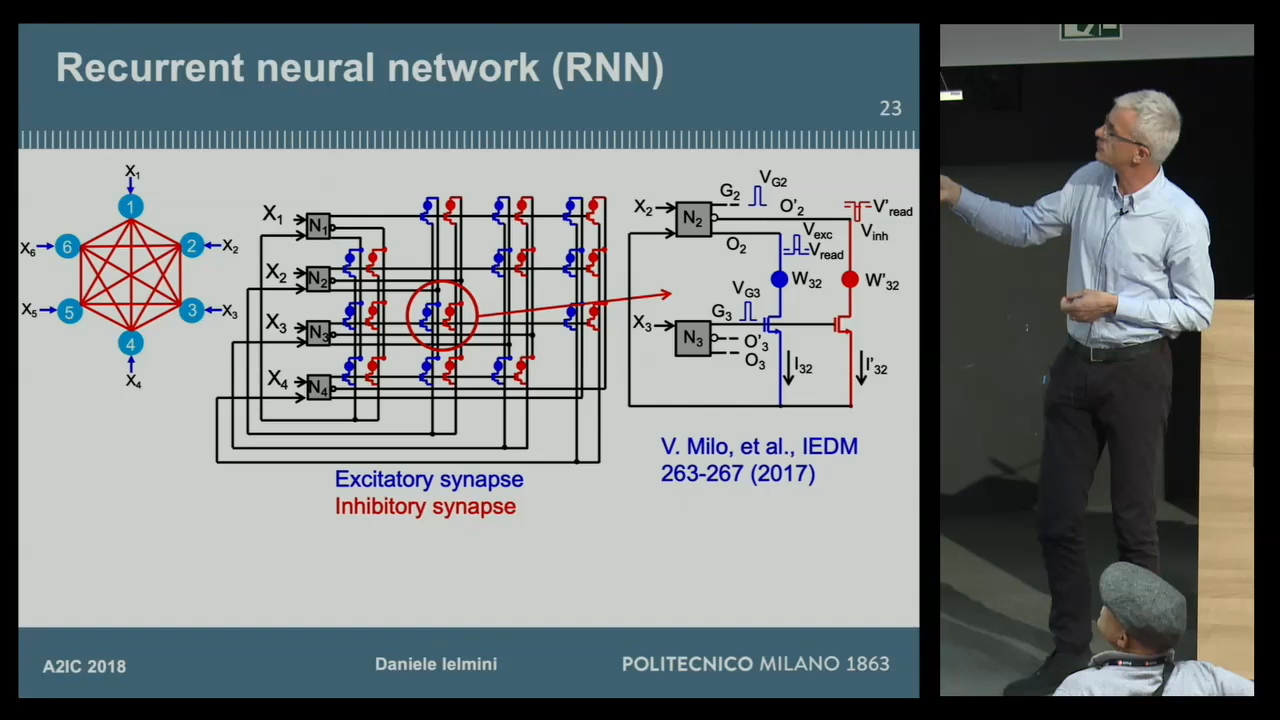 Recurrent neural network (RNN)
23
X1
1
X6
6
2
X2
X5
5
3
X3
4
X4
X1
N1
X2
N2
X3
N3
X4
N4
X2
N2
G2
VG2
O'2
O2
V'read
Vinh
Vexc
Vread
W32
W'32
X3
N3
G3
VG3
O'3
O3
I32
I'32
V. Milo, et al., IEDM
263-267 (2017)
Excitatory synapse
Inhibitory synapse
A2IC 2018
Daniele Ielmini
POLITECNICO MILANO 1863